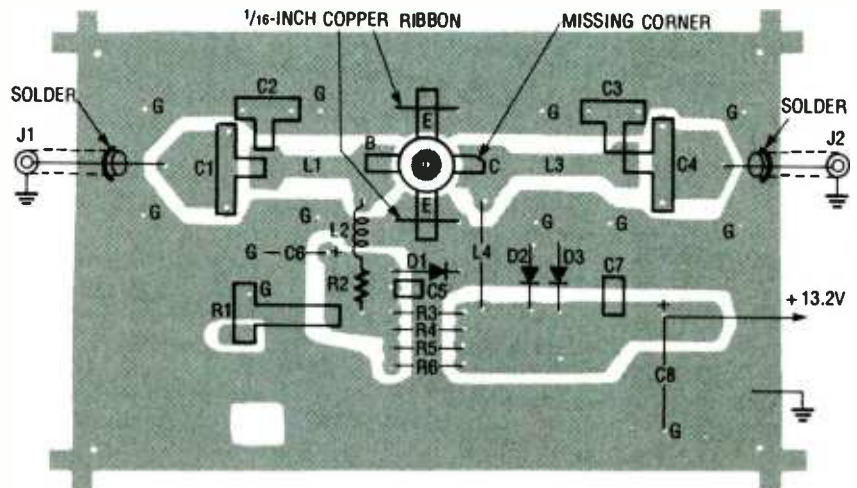 1/16-INCH COPPER RIBBON
MISSING CORNER
SOLDER
C2
G
E
C3
G
SOLDER
J1
G
G
J2
C1
L1
B
C
L3
C4
G
G
E
G
G
G
L2
G
C6
+
D1
L4
D2
D3
R2
C7
R1
G
C5
+
+ 13.2V
R3
R4
R5
R6
C8
G